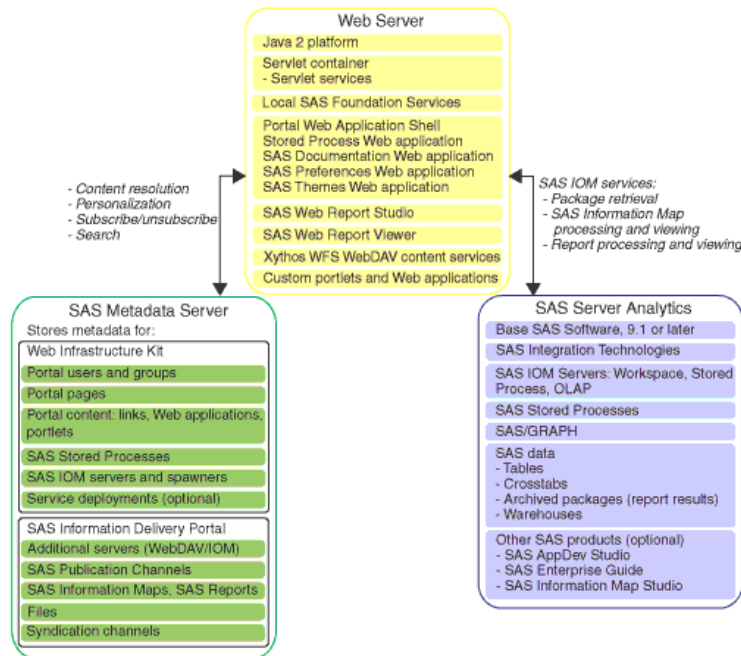 Web Server
Java 2 platform
Servlet container
- Servlet services
Local SAS Foundation Services
Portal Web Application Shell
Stored Process Web application
SAS Documentation Web application
SAS Preferences Web application
SAS Themes Web application
SAS Web Report Studio
SAS Web Report Viewer
Xythos WFS WebDAV content services
Custom portlets and Web applications
- Content resolution
- Personalization
- Subscribe/unsubscribe
- Search
SAS IOM services:
- Package retrieval
- SAS Information Map
processing and viewing
- Report processing and viewing
SAS Metadata Server
Stores metadata for:
Web Infrastructure Kit
Portal users and groups
Portal pages
Portal content: links, Web applications,
portlets
SAS Stored Processes
SAS IOM servers and spawners
Service deployments (optional)
SAS Information Delivery Portal
Additional servers (WebDAV/IOM)
SAS Publication Channels
SAS Information Maps, SAS Reports
Files
Syndication channels
SAS Server Analytics
Base SAS Software, 9.1 or later
SAS Integration Technologies
SAS IOM Servers: Workspace, Stored
Process, OLAP
SAS Stored Processes
SAS/GRAPH
SAS data
- Tables
- Crosstabs
- Archived packages (report results)
- Warehouses
Other SAS products (optional)
- SAS AppDev Studio
- SAS Enterprise Guide
- SAS Information Map Studio